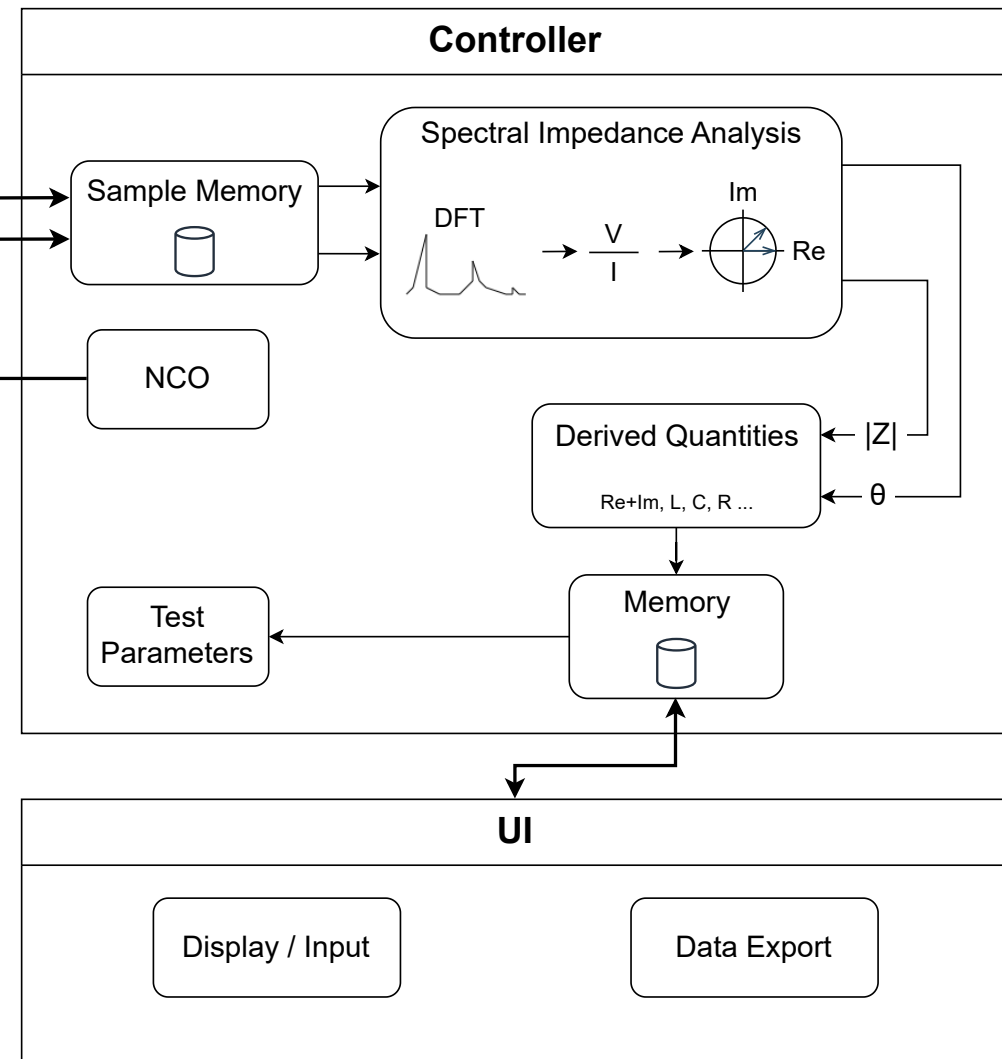 Controller
Spectral Impedance Analysis
Sample Memory
DFT
V
I
Im
Re
NCO
Derived Quantities
Re+Im, L, C, R ...
|Z|
θ
Memory
Test
Parameters
UI
Display / Input
Data Export